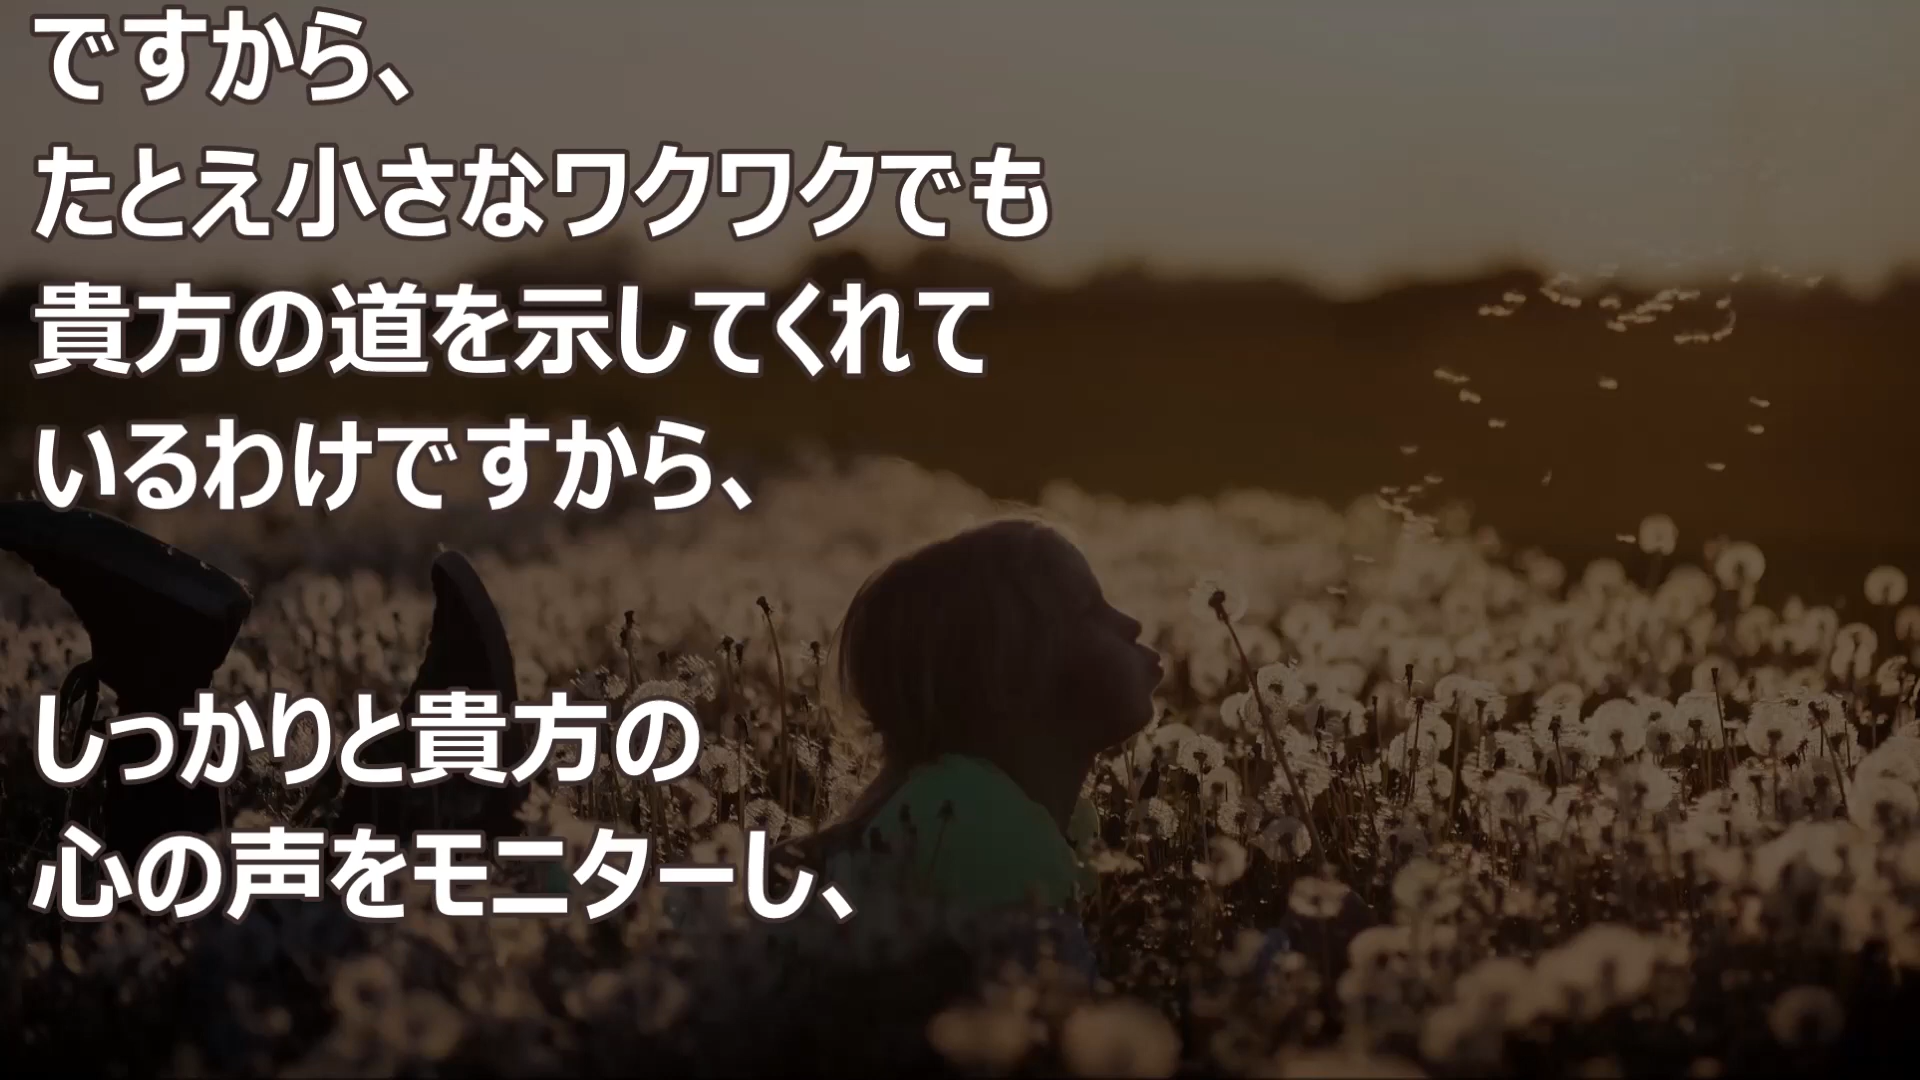 ですから、
たとえ小さなワクワクでも
貴方の道を示してくれて
いるわけですから、
しっかりと貴方の
心の声をモニターし、